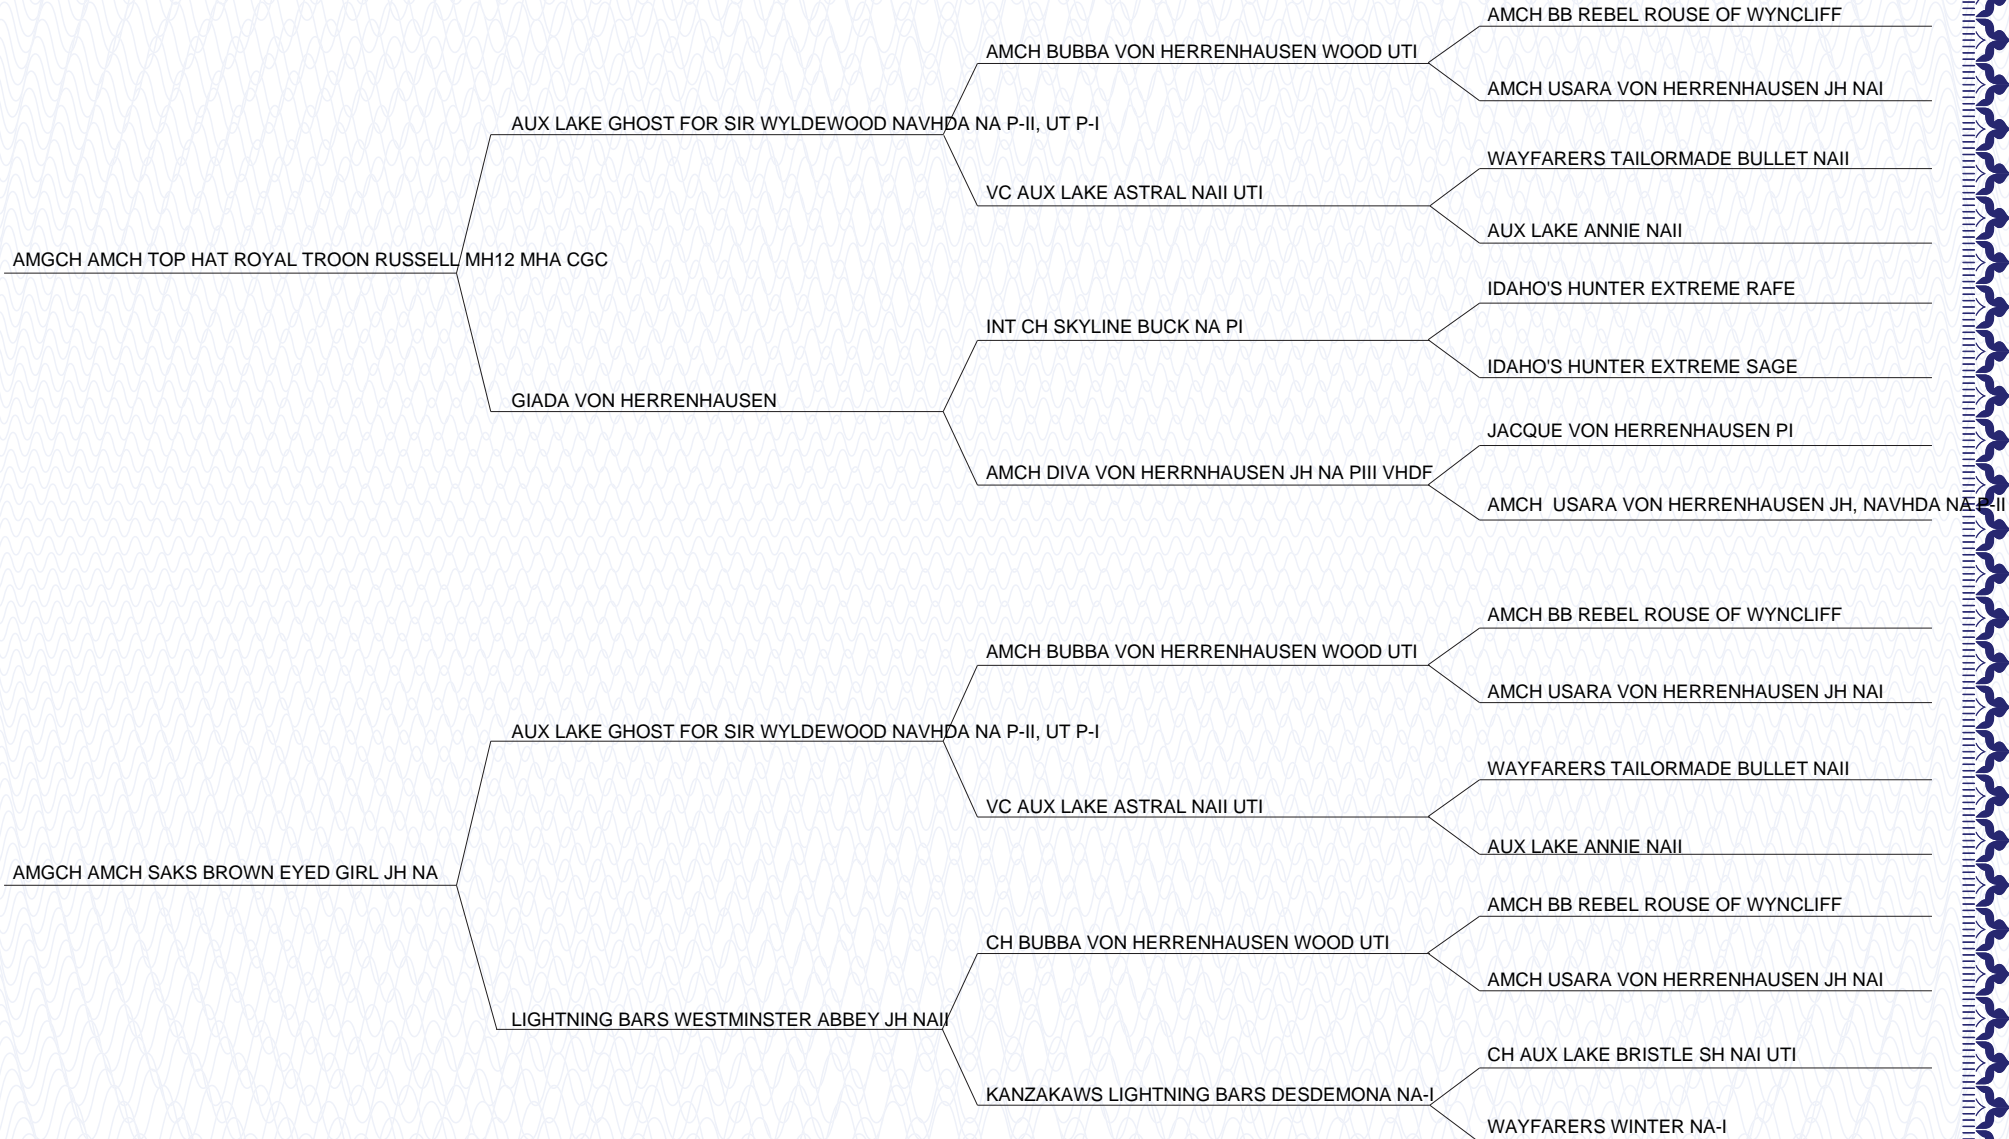 AMCH BB REBEL ROUSE OF WYNCLIFF
AMCH BUBBA VON HERRENHAUSEN WOOD UTI
AMCH USARA VON HERRENHAUSEN JH NAI
AUX LAKE GHOST FOR SIR WYLDEWOOD NAVHDA NA P-II, UT P-I
WAYFARERS TAILORMADE BULLET NAII
VC AUX LAKE ASTRAL NAII UTI
AUX LAKE ANNIE NAII
AMGCH AMCH TOP HAT ROYAL TROON RUSSELL MH12 MHA CGC
IDAHO'S HUNTER EXTREME RAFE
INT CH SKYLINE BUCK NA PI
IDAHO'S HUNTER EXTREME SAGE
GIADA VON HERRENHAUSEN
JACQUE VON HERRENHAUSEN PI
AMCH DIVA VON HERRNHAUSEN JH NA PIII VHDF
AMCH  USARA VON HERRENHAUSEN JH, NAVHDA NA P-II
AMCH BB REBEL ROUSE OF WYNCLIFF
AMCH BUBBA VON HERRENHAUSEN WOOD UTI
AMCH USARA VON HERRENHAUSEN JH NAI
AUX LAKE GHOST FOR SIR WYLDEWOOD NAVHDA NA P-II, UT P-I
WAYFARERS TAILORMADE BULLET NAII
VC AUX LAKE ASTRAL NAII UTI
AUX LAKE ANNIE NAII
AMGCH AMCH SAKS BROWN EYED GIRL JH NA
AMCH BB REBEL ROUSE OF WYNCLIFF
CH BUBBA VON HERRENHAUSEN WOOD UTI
AMCH USARA VON HERRENHAUSEN JH NAI
LIGHTNING BARS WESTMINSTER ABBEY JH NAII
CH AUX LAKE BRISTLE SH NAI UTI
KANZAKAWS LIGHTNING BARS DESDEMONA NA-I
WAYFARERS WINTER NA-I